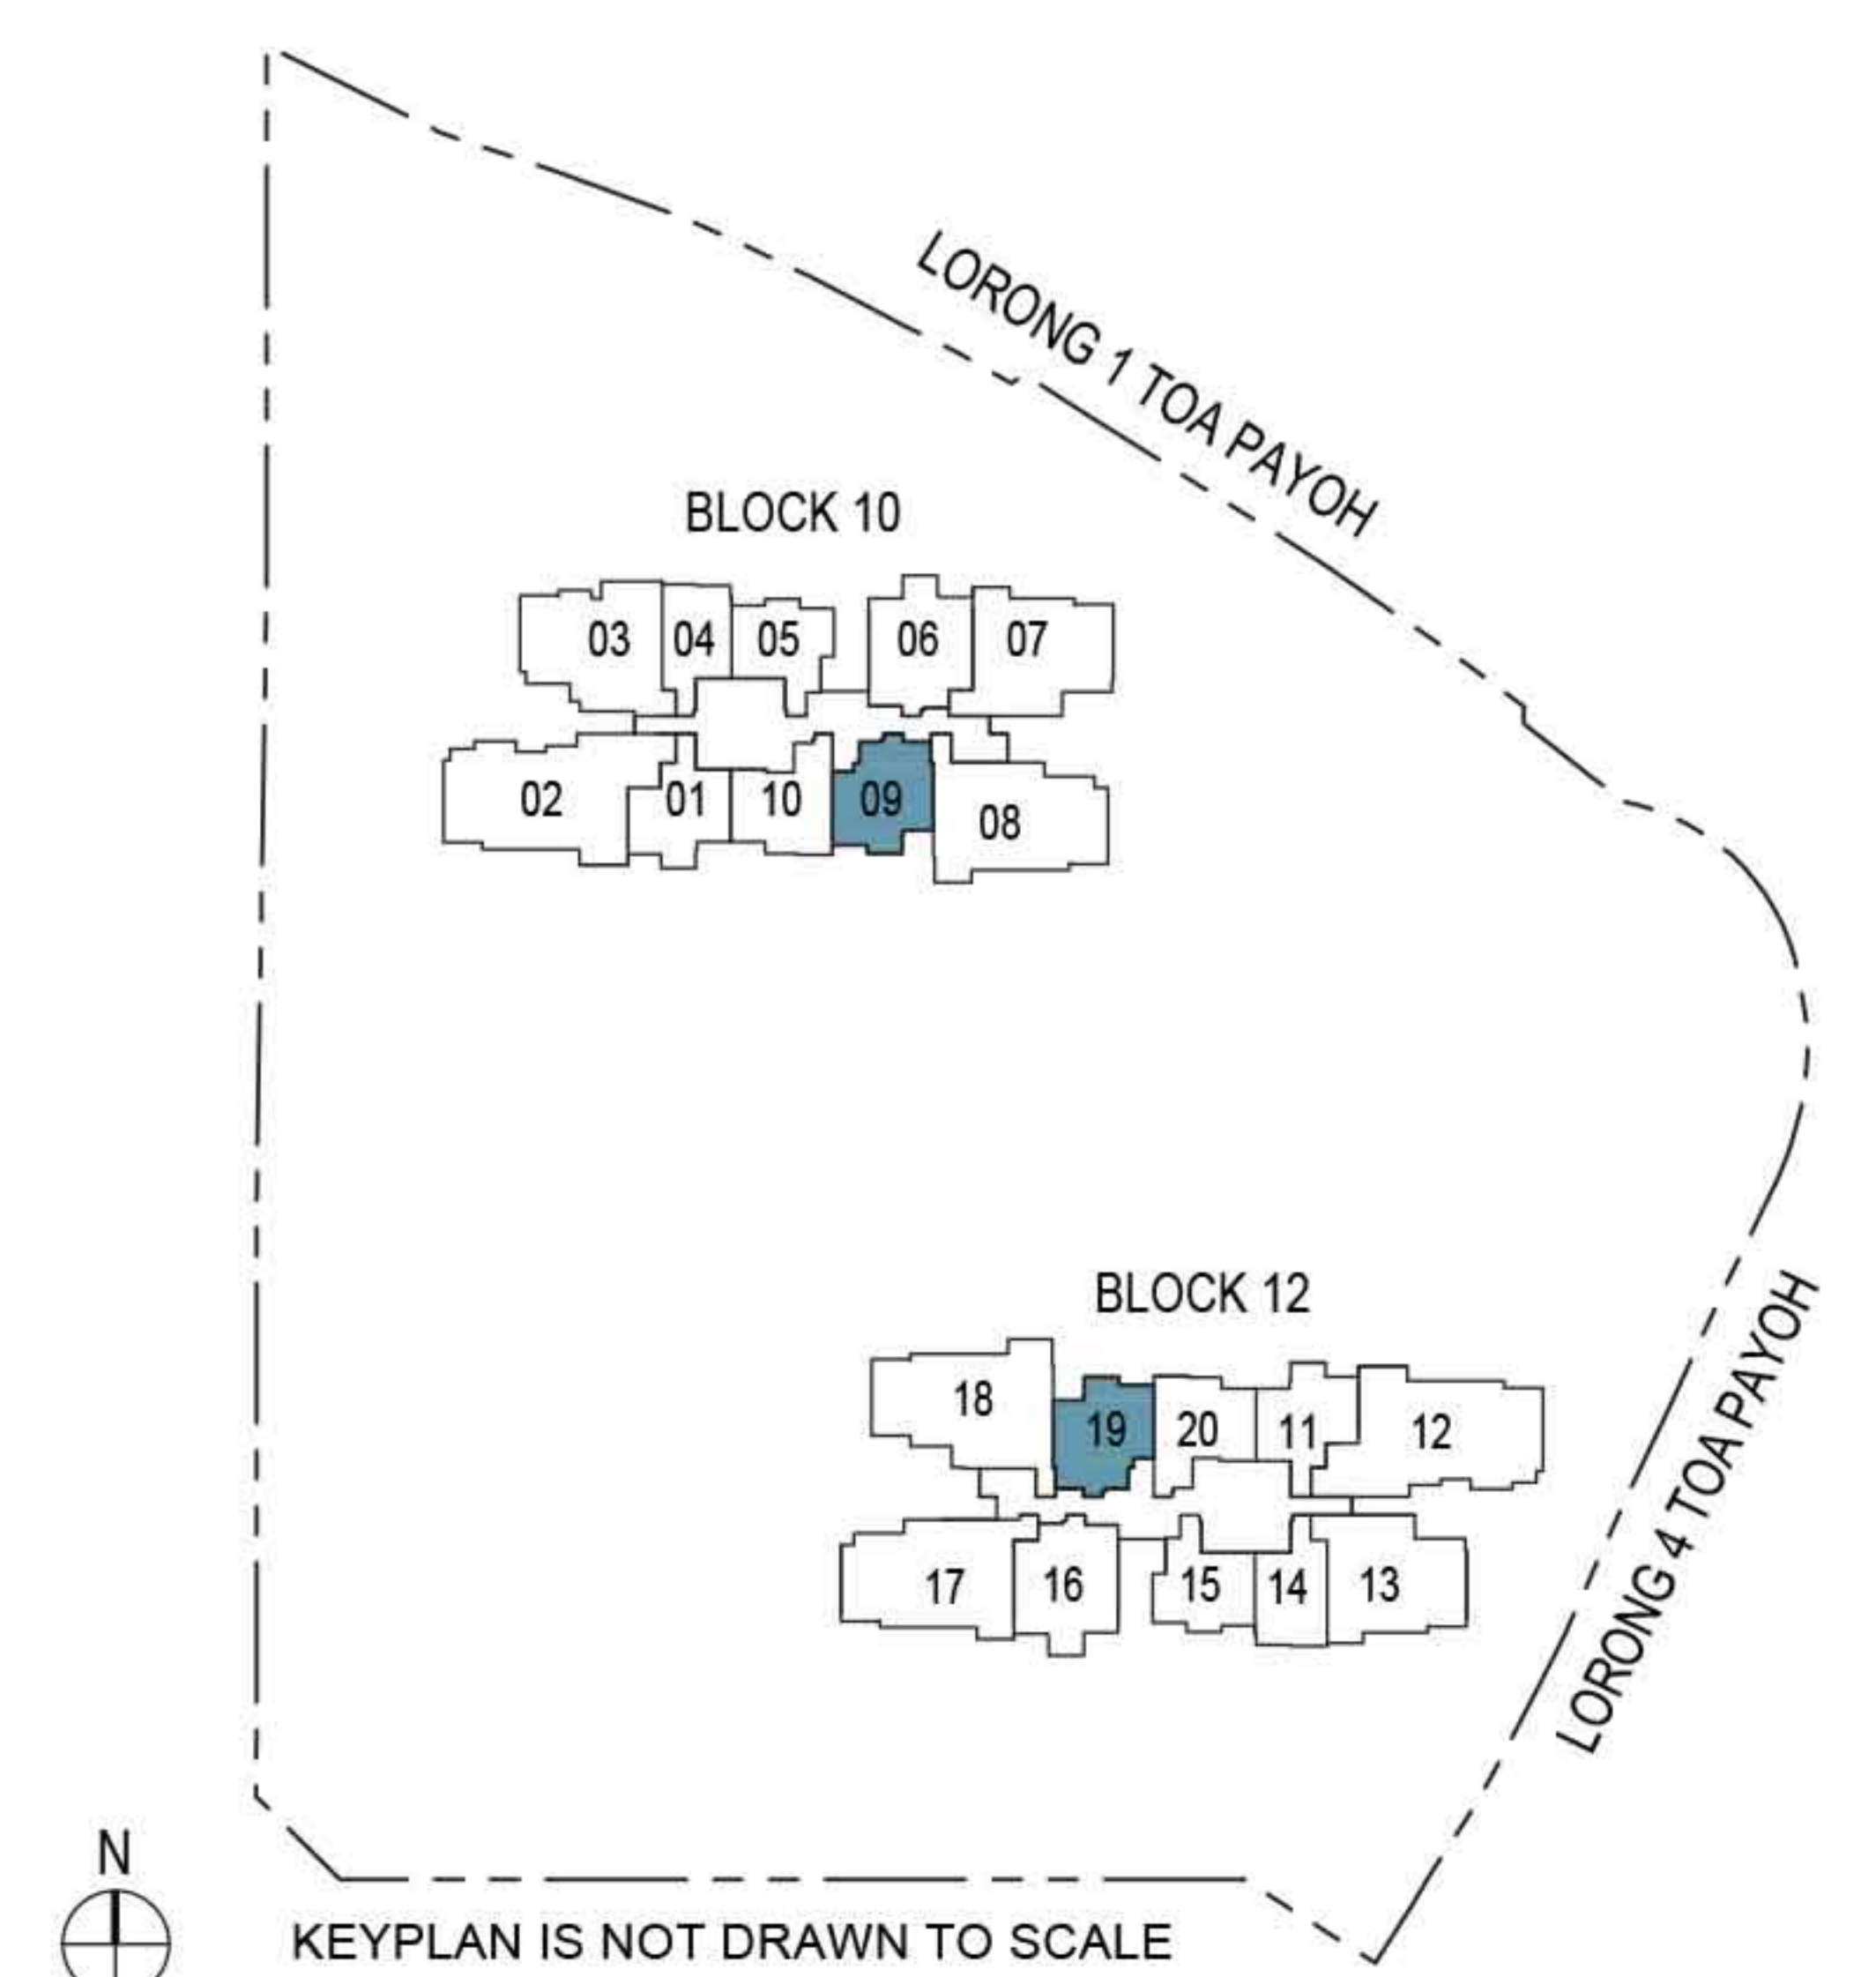 LORONG 1 TOA PAYOH
BLOCK 10
03 04 05 06 07
02 01 10 09 08
BLOCK 12
18 19 20 11 12
17 16 15 14 13
LORONG 4 TOA PAYOH
N
KEYPLAN IS NOT DRAWN TO SCALE